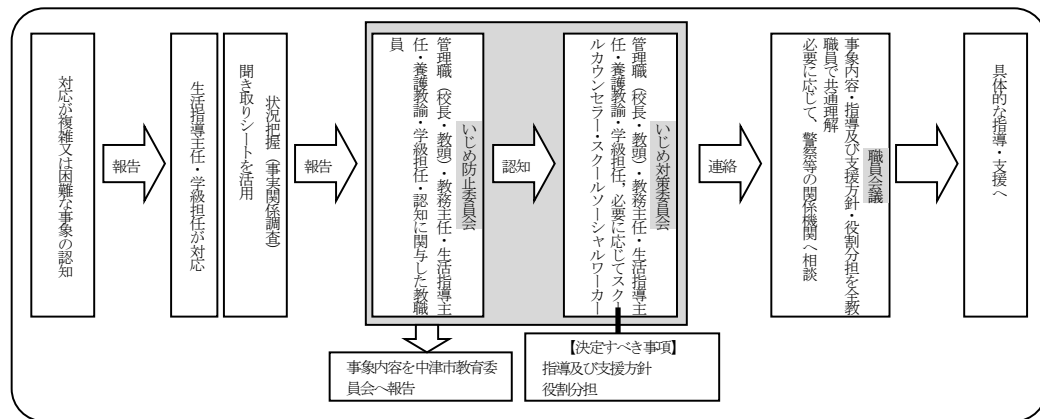 対応が複雑又は困難な事象の認知
報告
生活指導主任・学級担任が対応
状況把握（事実関係調査）
聞き取りシートを活用
報告
いじめ防止委員会
管理職（校長・教頭）・教務主任・生活指導主
任・養護教諭・学級担任・認知に関与した教職
員
認知
いじめ対策委員会
管理職（校長・教頭）・教務主任・生活指導主
任・養護教諭・学級担任，必要に応じてスクー
ルカウンセラー・スクールソーシャルワーカー
連絡
職員会議
事象内容・指導及び支援方針・役割分担を全教
職員で共通理解
必要に応じて、警察等の関係機関へ相談
具体的な指導・支援へ
事象内容を中津市教育委
員会へ報告
【決定すべき事項】
指導及び支援方針
役割分担